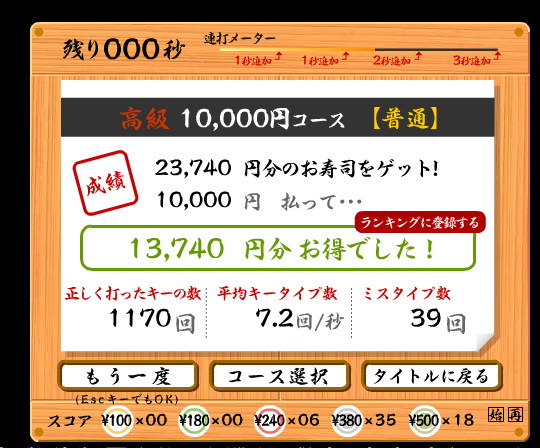 残り000秒
連打メーター
1秒追加 1秒追加 2秒追加 3秒追加
高級 10,000円コース 【普通】
成績
23,740 円分のお寿司をゲット!
10,000 円 払って・・・
ランキングに登録する
13,740 円分 お得でした!
正しく打ったキーの数 平均キータイプ数 ミスタイプ数
1170回 7.2回/秒 39回
もう一度 コース選択 タイトルに戻る
(EscキーでもOK)
スコア ¥100×00 ¥180×00 ¥240×06 ¥380×35 ¥500×18 始 再